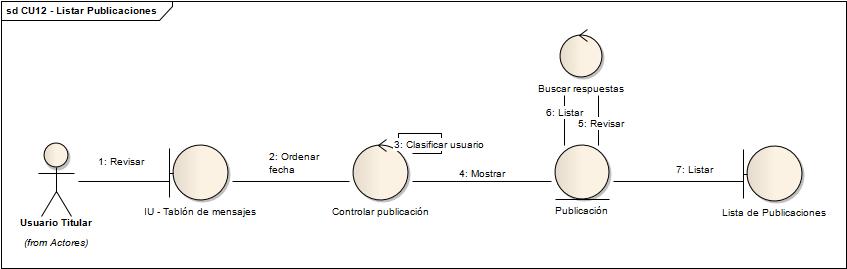 sd CU12 - Listar Publicaciones
Buscar respuestas
6: Listar
5: Revisar
3: Clasificar usuario
1: Revisar
2: Ordenar
fecha
4: Mostrar
7: Listar
IU - Tablón de mensajes
Controlar publicación
Publicación
Lista de Publicaciones
Usuario Titular
(from Actores)